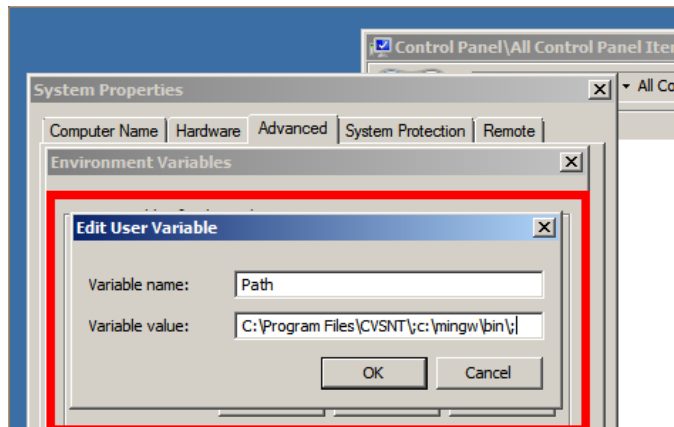 Control Panel\All Control Panel Iter
All Co
System Properties
Computer Name Hardware Advanced System Protection Remote
Environment Variables
Edit User Variable
Variable name: Path
Variable value: C:\Program Files\CVSNT\;c:\mingw\bin\;
OK Cancel